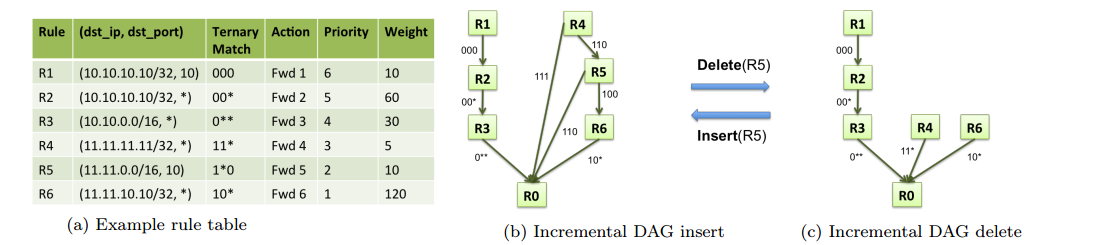 Rule (dst_ip, dst_port) Ternary Match Action Priority Weight
R1 (10.10.10.10/32, 10) 000 Fwd 1 6 10
R2 (10.10.10.10/32, *) 00* Fwd 2 5 60
R3 (10.10.0.0/16, *) 0** Fwd 3 4 30
R4 (11.11.11.11/32, *) 11* Fwd 4 3 5
R5 (11.11.0.0/16, 10) 1*0 Fwd 5 2 10
R6 (11.11.10.10/32, *) 10* Fwd 6 1 120
(a) Example rule table
R1 R4
000 110
R2 111 R5
00* 100
R3 110 R6
0** 10*
R0
(b) Incremental DAG insert
Delete(R5)
Insert(R5)
R1
000
R2
00*
R3 R4 R6
0** 11* 10*
R0
(c) Incremental DAG delete